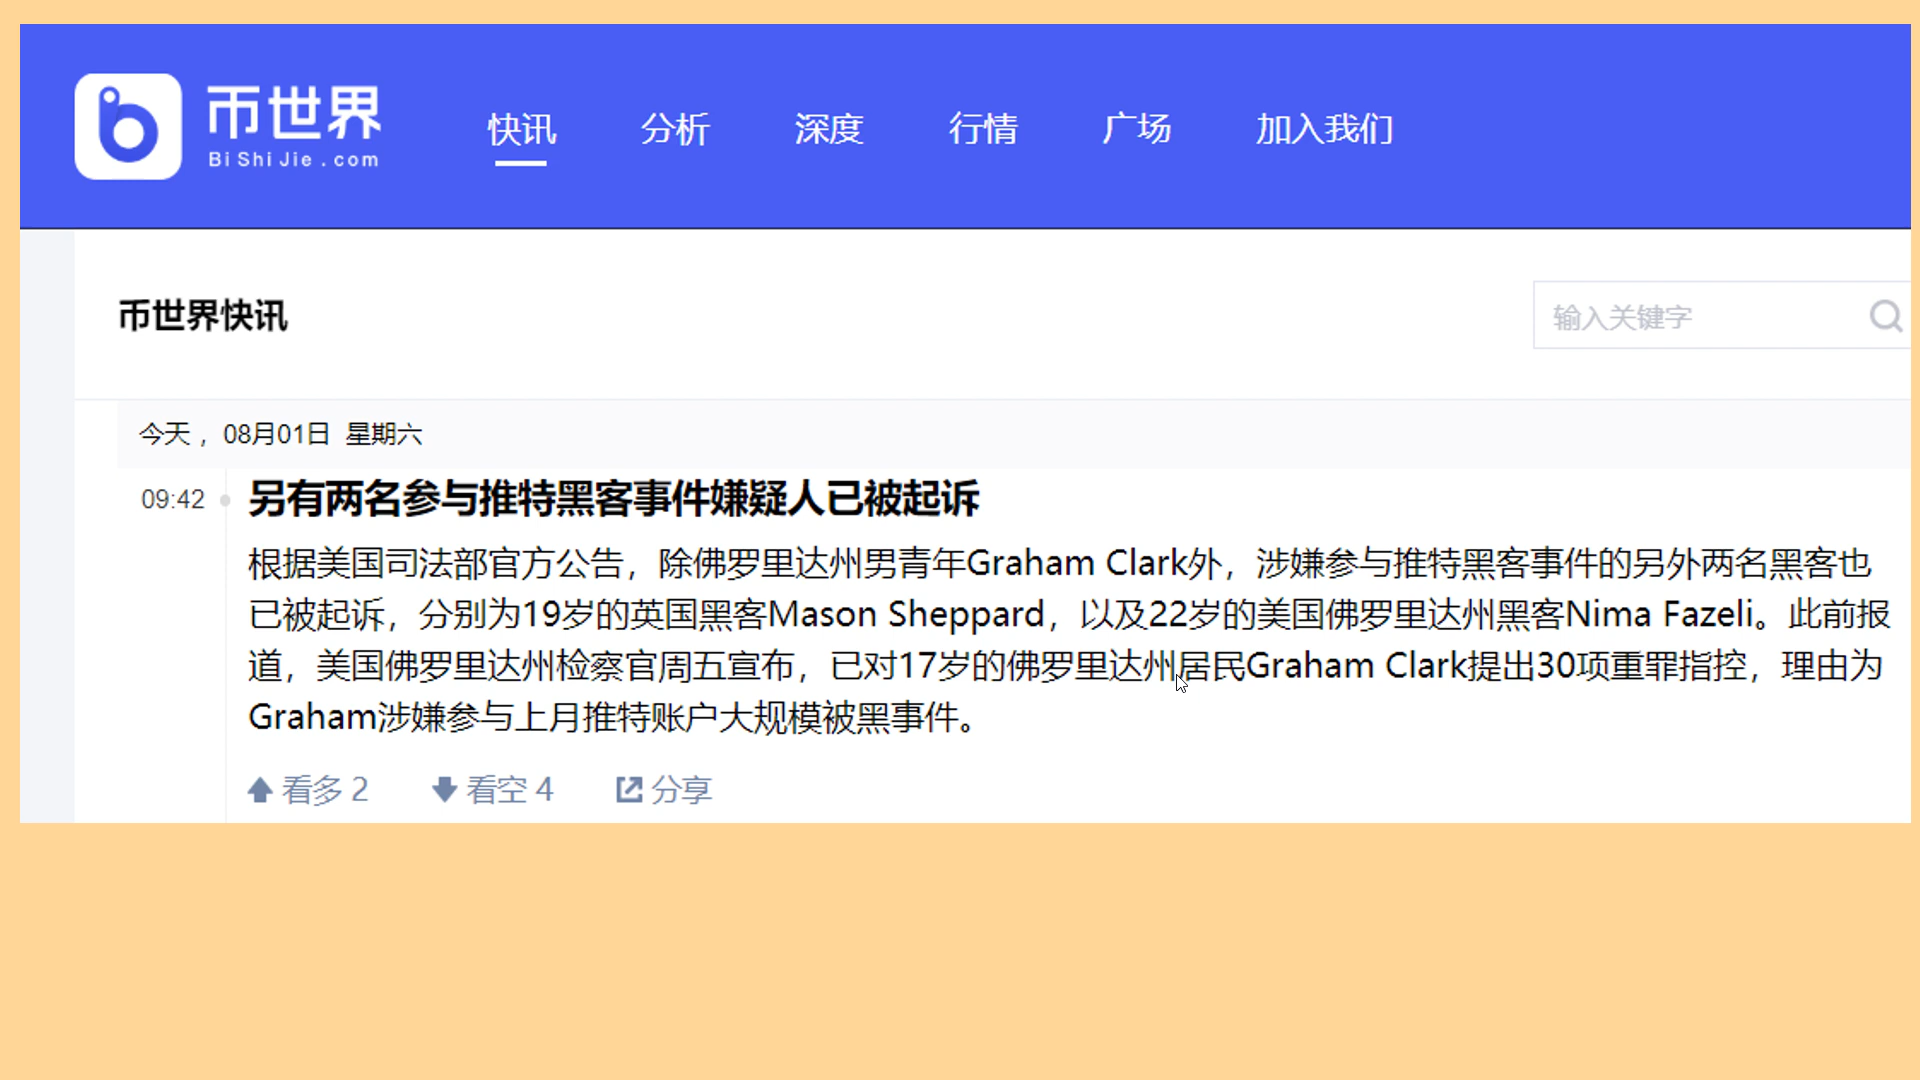 币世界
BiShiJie.com
快讯 分析 深度 行情 广场 加入我们
币世界快讯
输入关键字
今天，08月01日 星期六
09:42 另有两名参与推特黑客事件嫌疑人已被起诉
根据美国司法部官方公告，除佛罗里达州男青年Graham Clark外，涉嫌参与推特黑客事件的另外两名黑客也
已被起诉，分别为19岁的英国黑客Mason Sheppard，以及22岁的美国佛罗里达州黑客Nima Fazeli。此前报
道，美国佛罗里达州检察官周五宣布，已对17岁的佛罗里达州居民Graham Clark提出30项重罪指控，理由为
Graham涉嫌参与上月推特账户大规模被黑事件。
看多 2 看空 4 分享